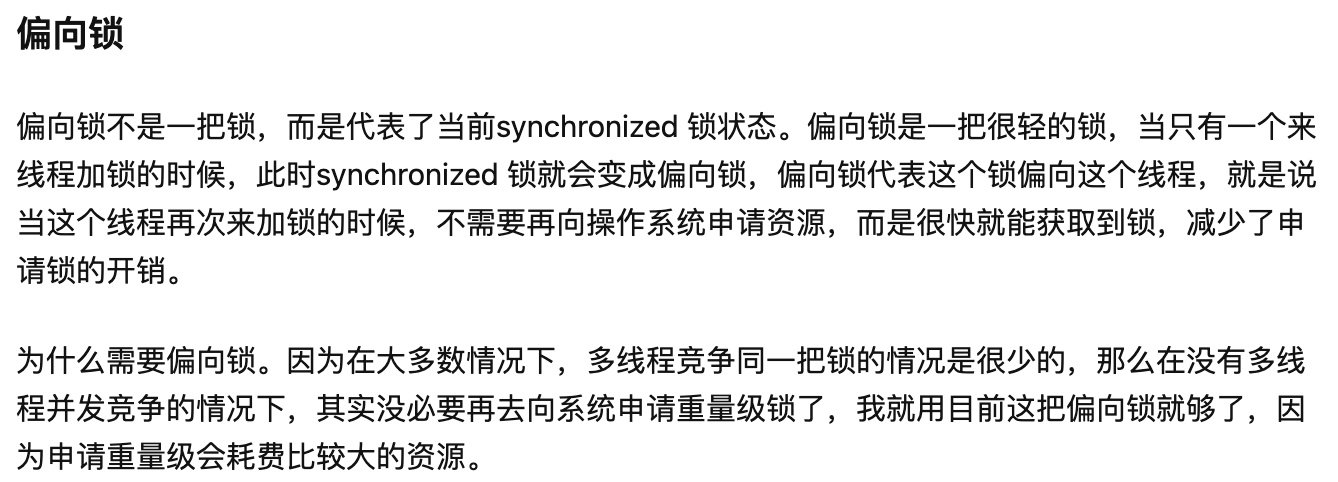 偏向锁
偏向锁不是一把锁，而是代表了当前synchronized 锁状态。偏向锁是一把很轻的锁，当只有一个来
线程加锁的时候，此时synchronized 锁就会变成偏向锁，偏向锁代表这个锁偏向这个线程，就是说
当这个线程再次来加锁的时候，不需要再向操作系统申请资源，而是很快就能获取到锁，减少了申
请锁的开销。
为什么需要偏向锁。因为在大多数情况下，多线程竞争同一把锁的情况是很少的，那么在没有多线
程并发竞争的情况下，其实没必要再去向系统申请重量级锁了，我就用目前这把偏向锁就够了，因
为申请重量级会耗费比较大的资源。